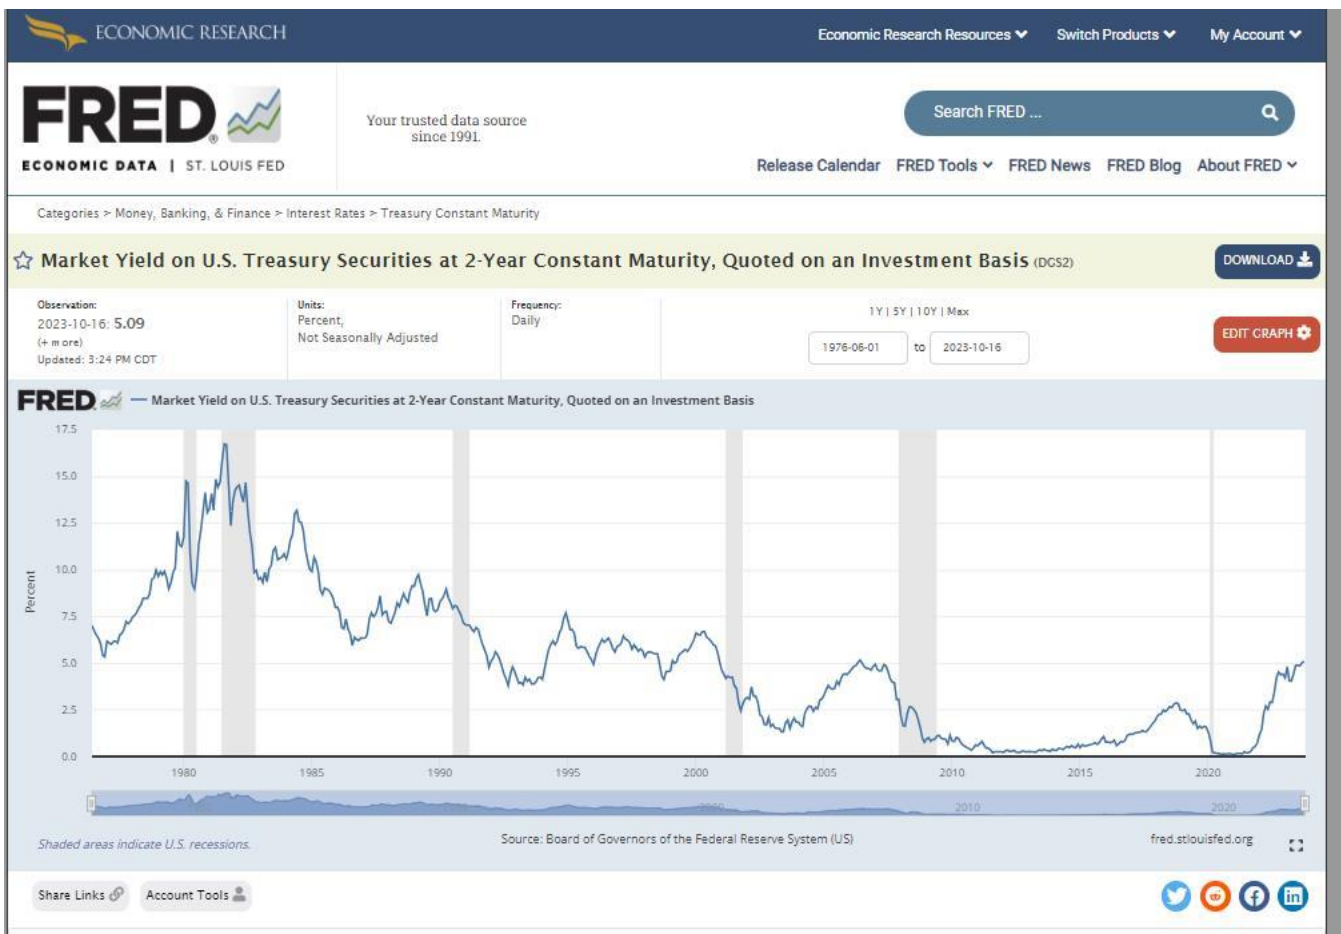 ECONOMIC RESEARCH
Economic Research Resources
Switch Products
My Account
FRED®
ECONOMIC DATA | ST. LOUIS FED
Your trusted data source
since 1991.
Search FRED ...
Release Calendar
FRED Tools
FRED News
FRED Blog
About FRED
Categories > Money, Banking, & Finance > Interest Rates > Treasury Constant Maturity
Market Yield on U.S. Treasury Securities at 2-Year Constant Maturity, Quoted on an Investment Basis (DGS2)
DOWNLOAD
Observation:
2023-10-16: 5.09
(+ more)
Updated: 3:24 PM CDT
Units:
Percent,
Not Seasonally Adjusted
Frequency:
Daily
1Y | 5Y | 10Y | Max
1976-06-01 to 2023-10-16
EDIT GRAPH
FRED
Market Yield on U.S. Treasury Securities at 2-Year Constant Maturity, Quoted on an Investment Basis
Percent
17.5
15.0
12.5
10.0
7.5
5.0
2.5
0.0
1980 1985 1990 1995 2000 2005 2010 2015 2020
2000 2010 2020
Shaded areas indicate U.S. recessions.
Source: Board of Governors of the Federal Reserve System (US)
fred.stlouisfed.org
Share Links
Account Tools